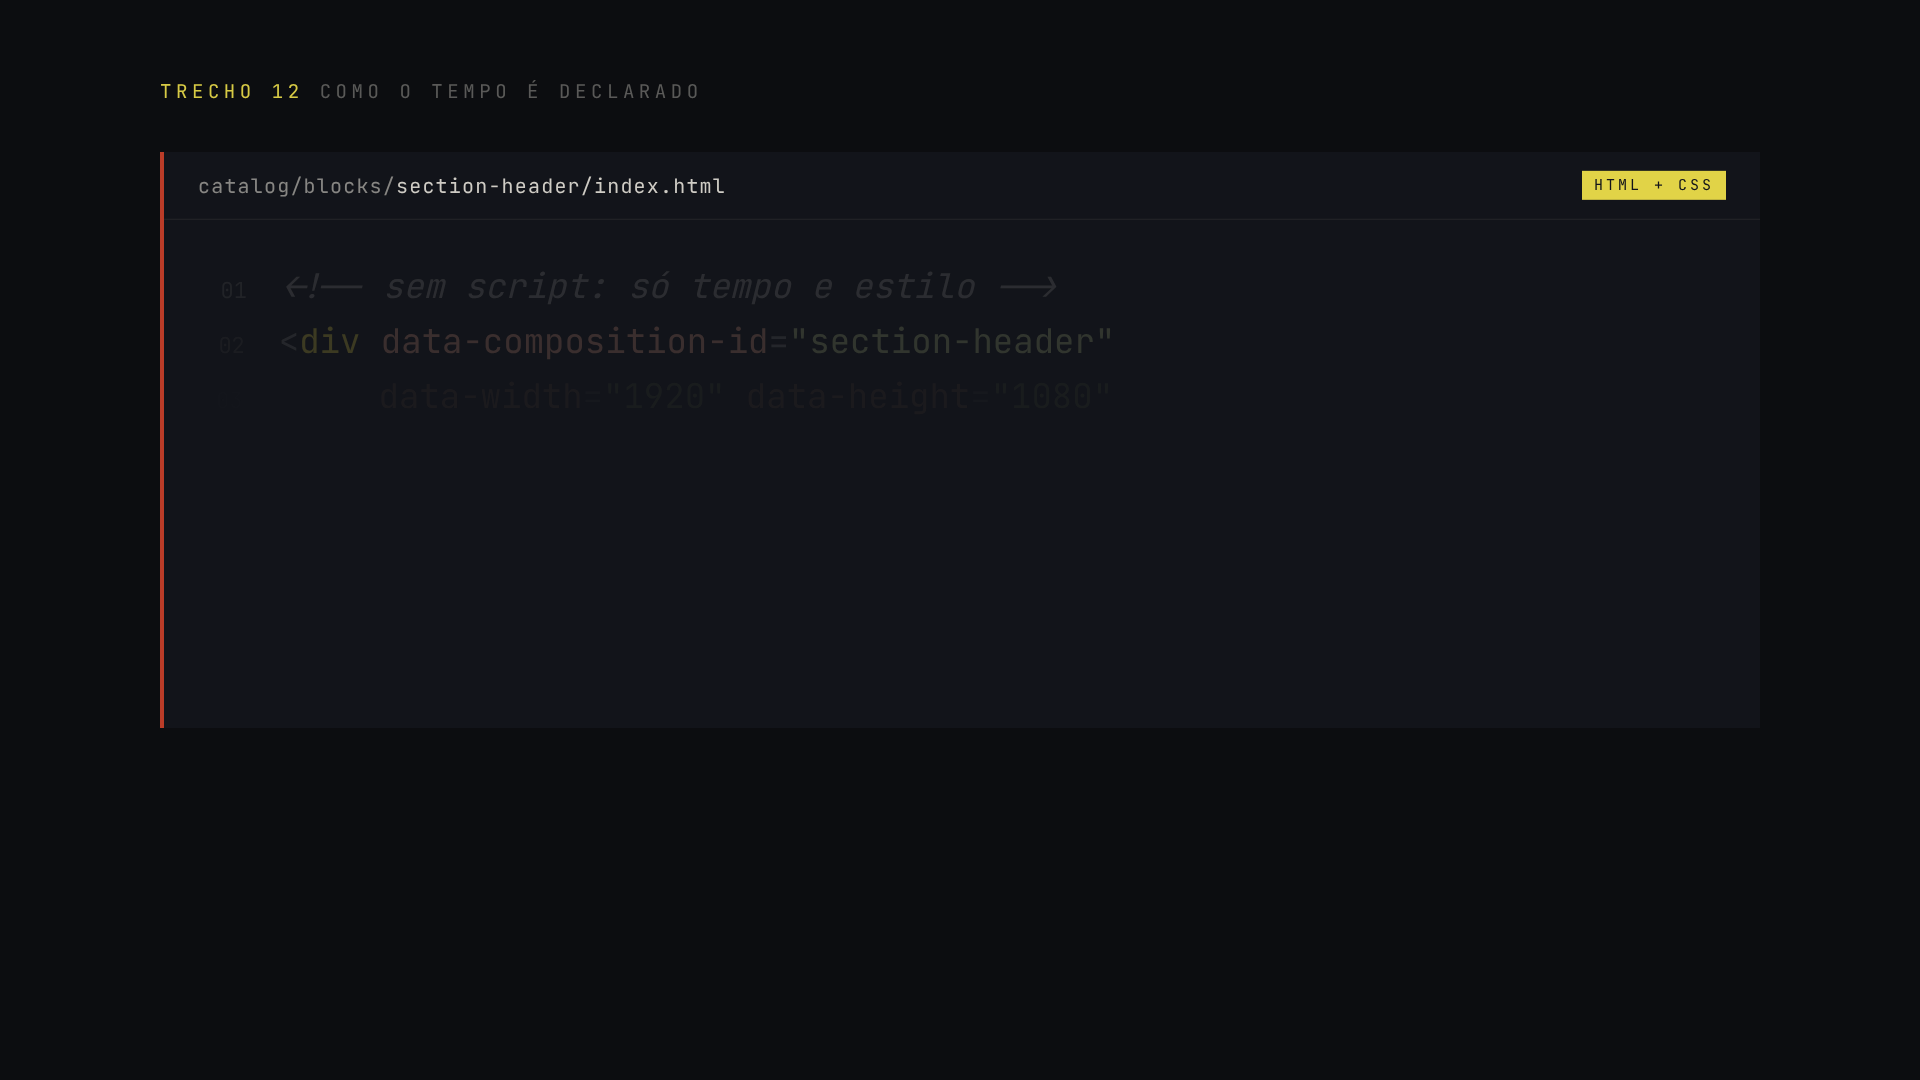 TRECHO 12 COMO O TEMPO É DECLARADO
catalog/blocks/section-header/index.html
HTML + CSS
01 <!-- sem script: só tempo e estilo -->
02 <div data-composition-id="section-header"
data-width="1920" data-height="1080"